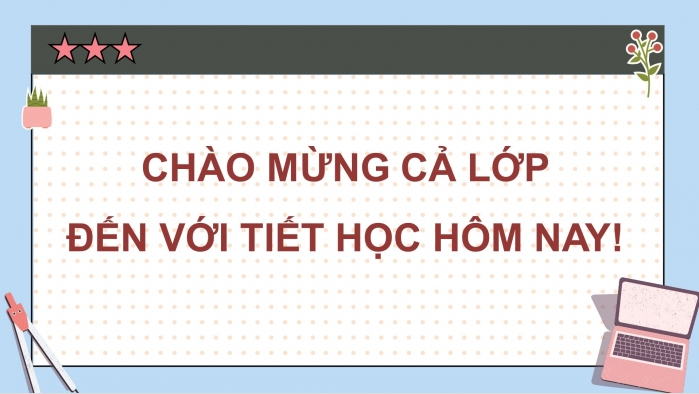 CHÀO MỪNG CẢ LỚP
ĐẾN VỚI TIẾT HỌC HÔM NAY!